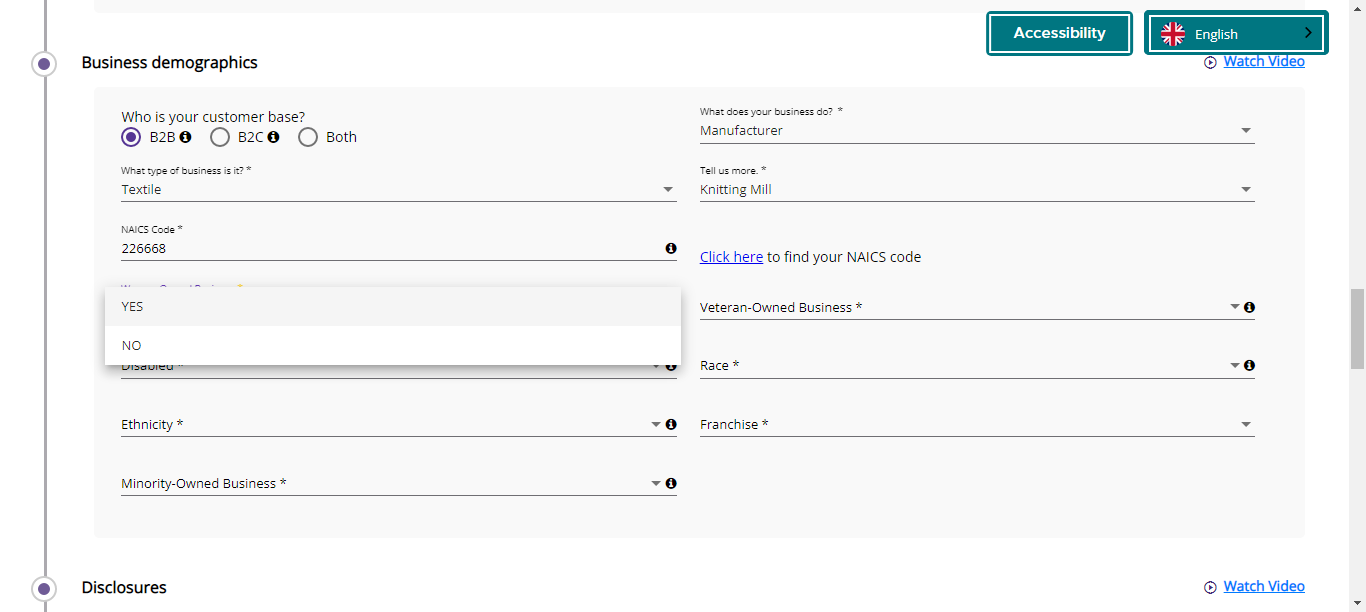 Accessibility
English
Business demographics
Watch Video
Who is your customer base?
B2B
B2C
Both
What does your business do? *
Manufacturer
What type of business is it? *
Textile
Tell us more. *
Knitting Mill
NAICS Code *
226668
Click here to find your NAICS code
YES
NO
Veteran-Owned Business *
Disabled *
Race *
Ethnicity *
Franchise *
Minority-Owned Business *
Disclosures
Watch Video